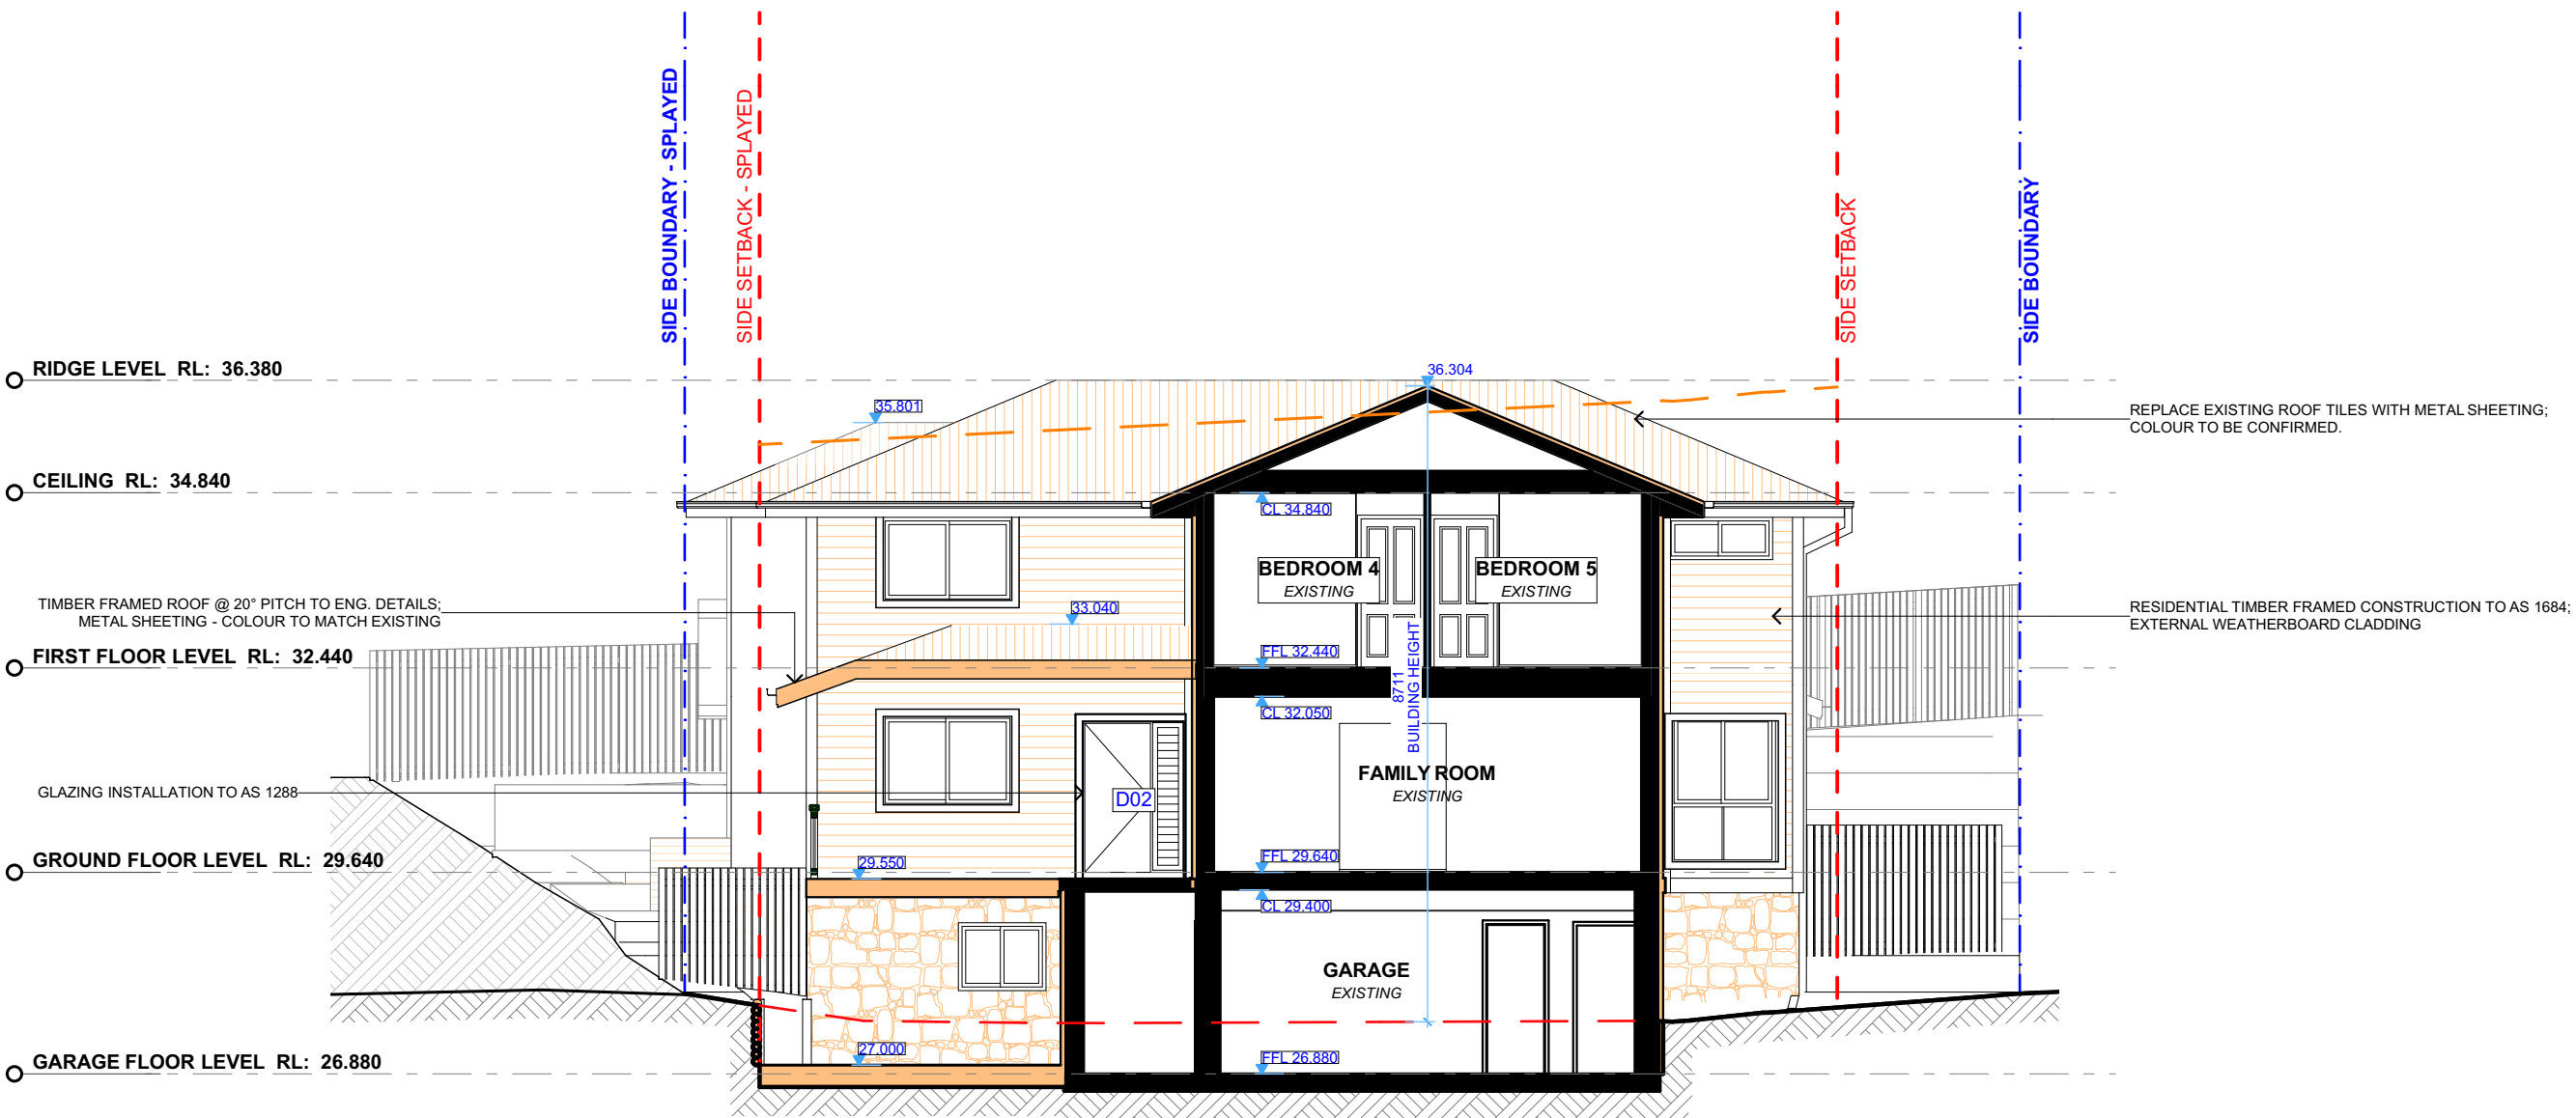 SIDE BOUNDARY - SPLAYED
SIDE SETBACK - SPLAYED
SIDE SETBACK
SIDE BOUNDARY
RIDGE LEVEL RL: 36.380
36.304
35.801
REPLACE EXISTING ROOF TILES WITH METAL SHEETING;
COLOUR TO BE CONFIRMED.
CEILING RL: 34.840
CL 34.840
BEDROOM 4
EXISTING
BEDROOM 5
EXISTING
TIMBER FRAMED ROOF @ 20° PITCH TO ENG. DETAILS;
METAL SHEETING - COLOUR TO MATCH EXISTING
33.040
RESIDENTIAL TIMBER FRAMED CONSTRUCTION TO AS 1684;
EXTERNAL WEATHERBOARD CLADDING
FIRST FLOOR LEVEL RL: 32.440
FFL 32.440
8711
BUILDING HEIGHT
CL 32.050
FAMILY ROOM
EXISTING
GLAZING INSTALLATION TO AS 1288
D02
GROUND FLOOR LEVEL RL: 29.640
29.550
FFL 29.640
CL 29.400
GARAGE
EXISTING
27.000
FFL 26.880
GARAGE FLOOR LEVEL RL: 26.880